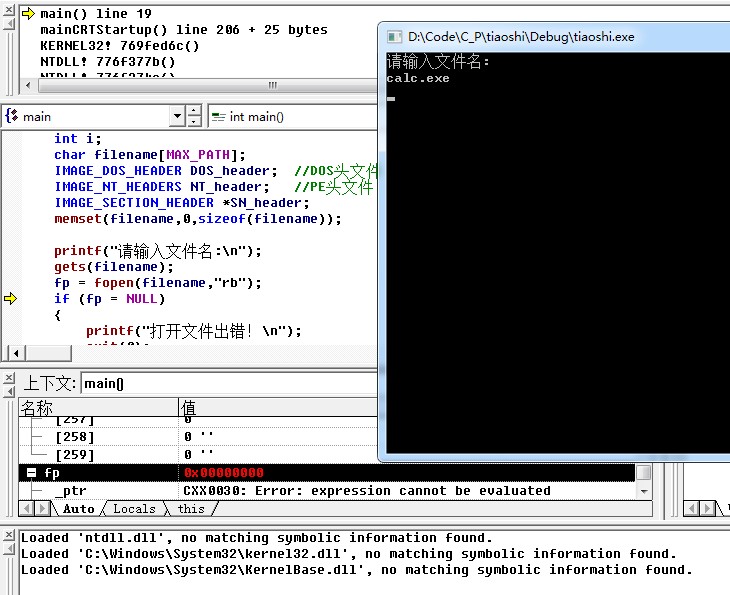 main() line 19
mainCRTStartup() line 206 + 25 bytes
KERNEL32! 769fed6c()
NTDLL! 776f377b()
D:\Code\C_P\tiaoshi\Debug\tiaoshi.exe
请输入文件名:
calc.exe
main
int main()
int i;
char filename[MAX_PATH];
IMAGE_DOS_HEADER DOS_header; //DOS头文件
IMAGE_NT_HEADERS NT_header; //PE头文件
IMAGE_SECTION_HEADER *SN_header;
memset(filename,0,sizeof(filename));
printf("请输入文件名:\n");
gets(filename);
fp = fopen(filename,"rb");
if (fp = NULL)
{
printf("打开文件出错! \n");
上下文: main()
名称 值
[257] 0
[258] 0 ''
[259] 0 ''
fp 0x00000000
_ptr CXX0030: Error: expression cannot be evaluated
Auto Locals this
Loaded 'ntdll.dll', no matching symbolic information found.
Loaded 'C:\Windows\System32\kernel32.dll', no matching symbolic information found.
Loaded 'C:\Windows\System32\KernelBase.dll', no matching symbolic information found.